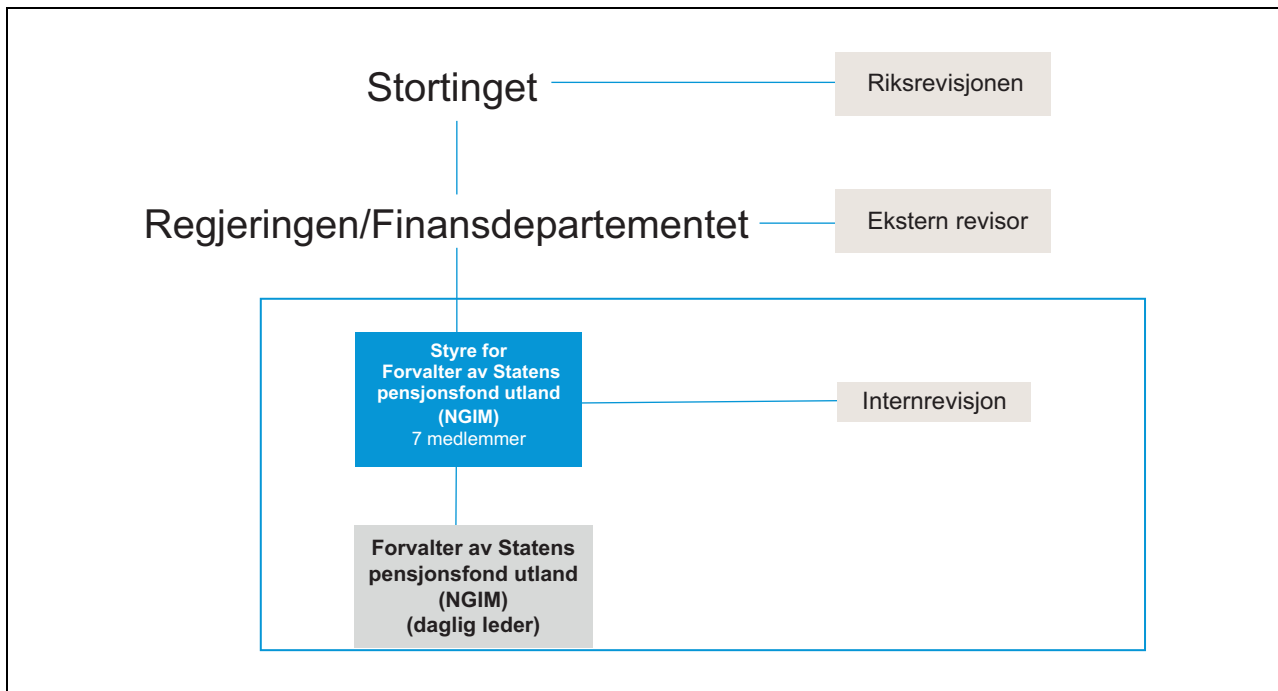 Stortinget
Riksrevisjonen
Regjeringen/Finansdepartementet
Ekstern revisor
Styre for
Forvalter av Statens
pensjonsfond utland
(NGIM)
7 medlemmer
Internrevisjon
Forvalter av Statens
pensjonsfond utland
(NGIM)
(daglig leder)